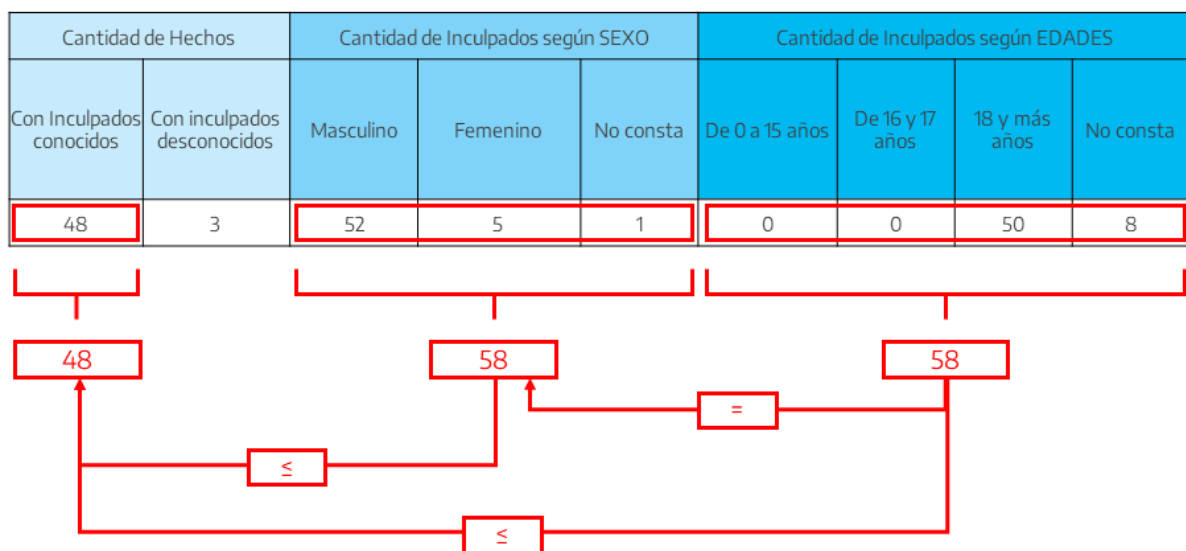 Cantidad de Hechos Cantidad de Inculpados según SEXO Cantidad de Inculpados según EDADES
Con Inculpados conocidos Con inculpados desconocidos Masculino Femenino No consta De 0 a 15 años De 16 y 17 años 18 y más años No consta
48 3 52 5 1 0 0 50 8
48 58 58
=
≤
≤